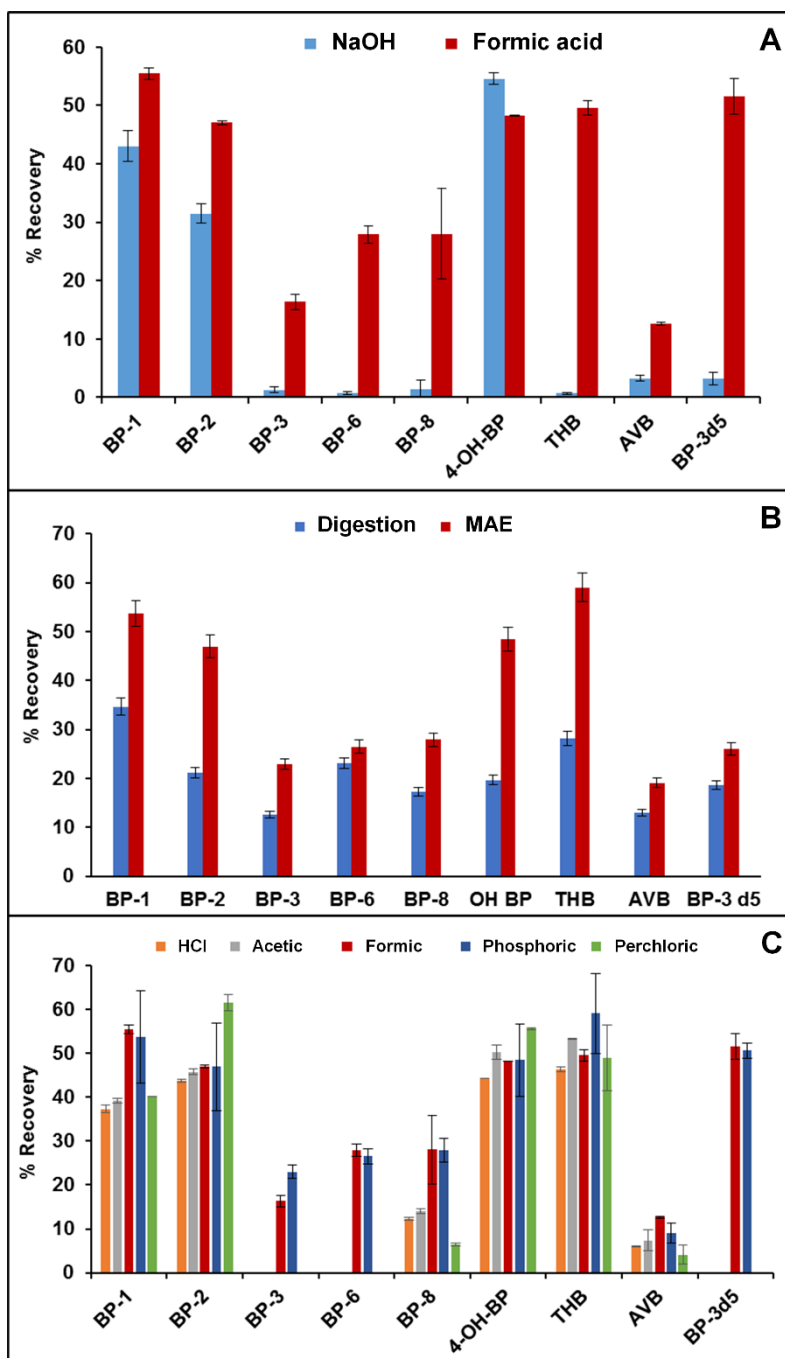 NaOH Formic acid A
60
50
40
30
20
10
0
% Recovery
BP-1 BP-2 BP-3 BP-6 BP-8 4-OH-BP THB AVB BP-3d5
Digestion MAE B
70
60
50
40
30
20
10
0
% Recovery
BP-1 BP-2 BP-3 BP-6 BP-8 OH BP THB AVB BP-3 d5
C
HCl Acetic Formic Phosphoric Perchloric
70
60
50
40
30
20
10
0
% Recovery
BP-1 BP-2 BP-3 BP-6 BP-8 4-OH-BP THB AVB BP-3d5